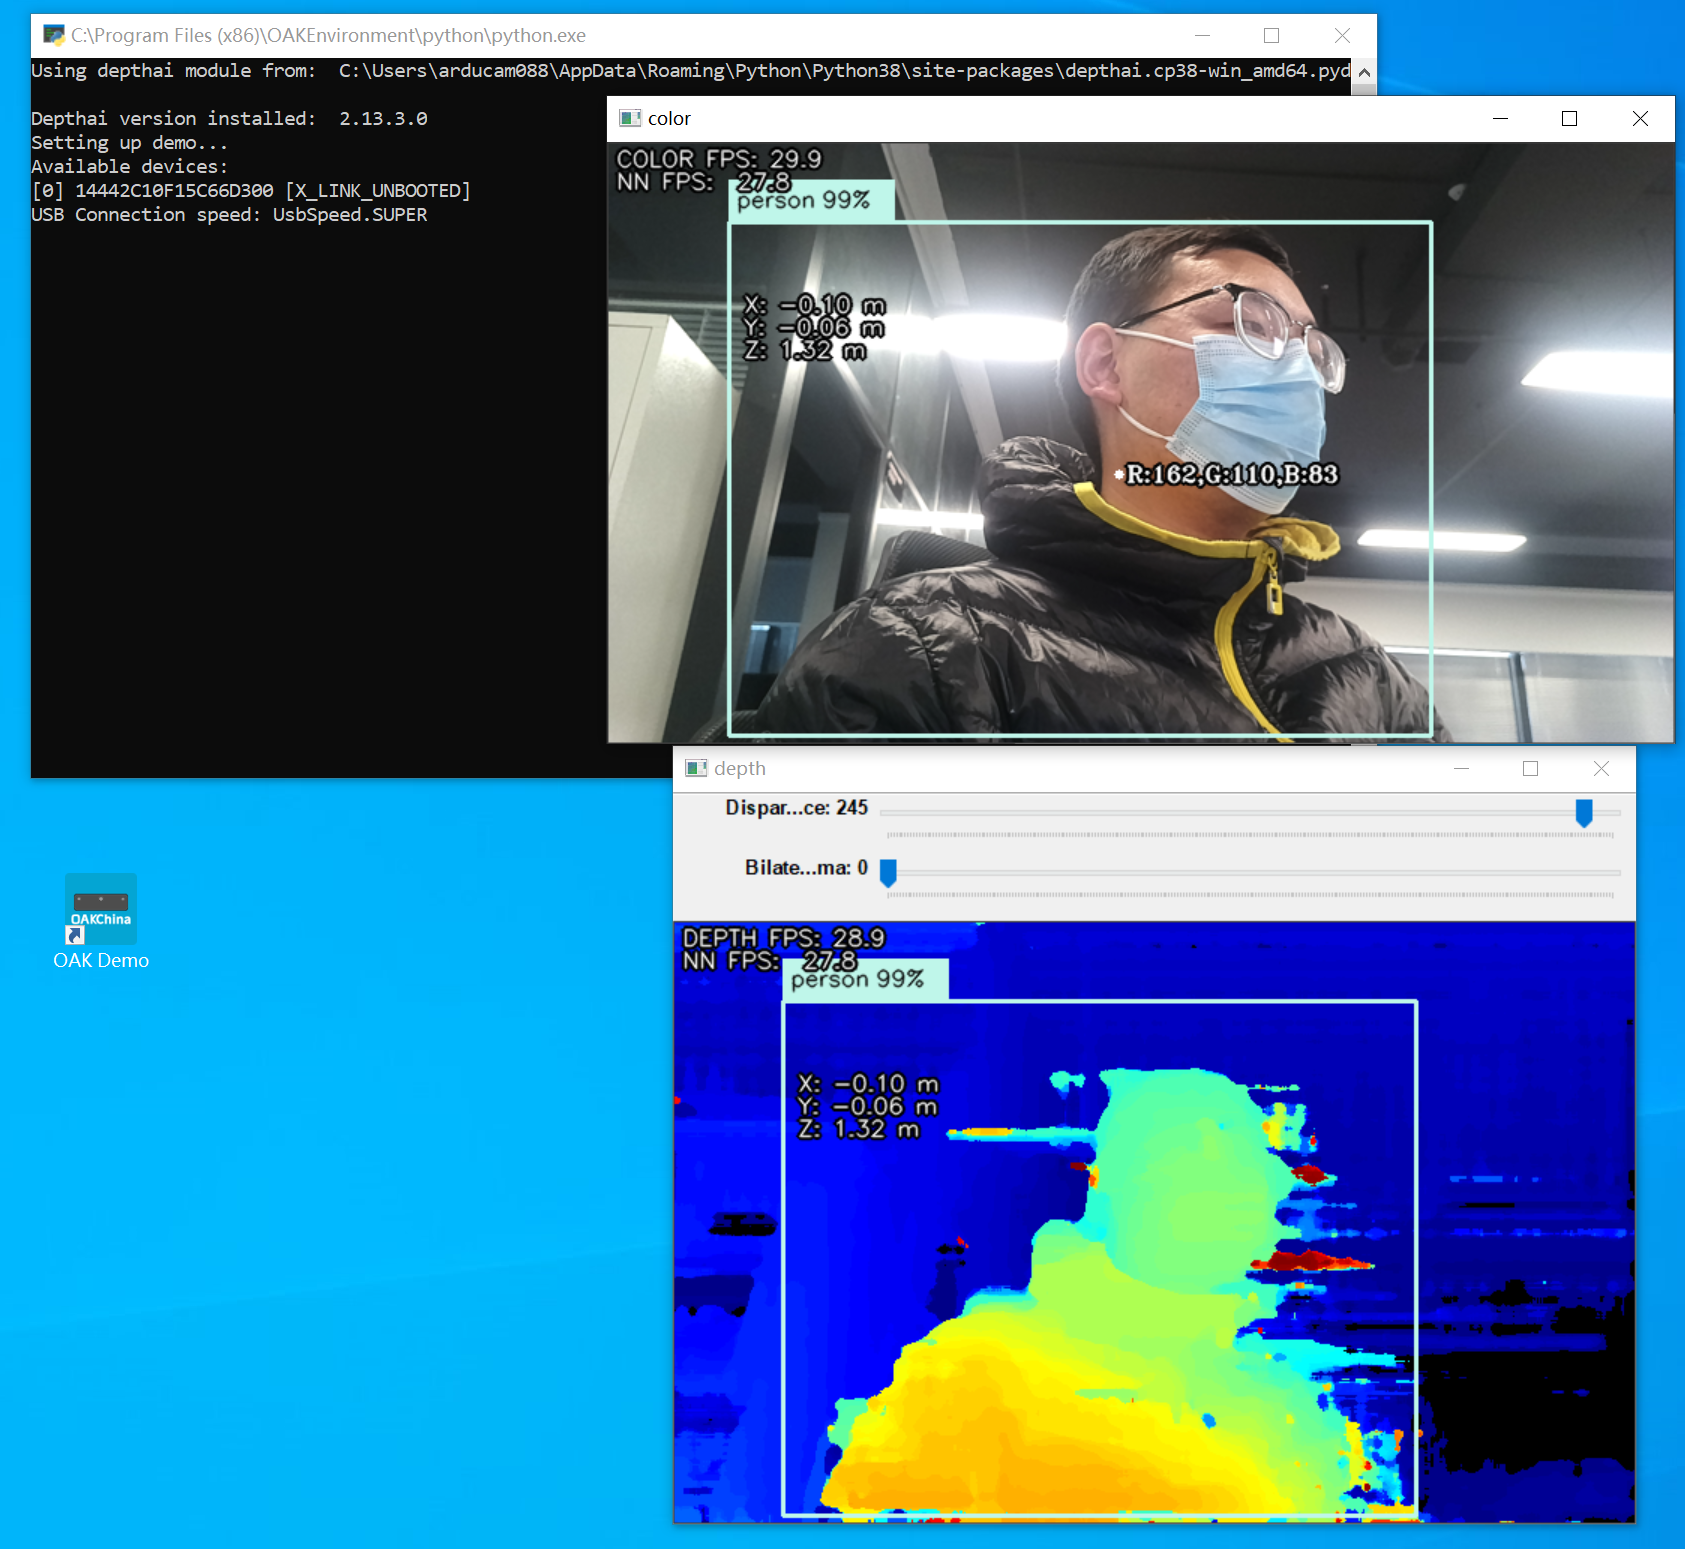 C:\Program Files (x86)\OAKEnvironment\python\python.exe
Using depthai module from:  C:\Users\arducam088\AppData\Roaming\Python\Python38\site-packages\depthai.cp38-win_amd64.pyd
Depthai version installed:  2.13.3.0
Setting up demo...
Available devices:
[0] 14442C10F15C66D300 [X_LINK_UNBOOTED]
USB Connection speed: UsbSpeed.SUPER
color
COLOR FPS: 29.9
NN FPS:  27.8
person 99%
X: -0.10 m
Y: -0.06 m
Z: 1.32 m
R:162,G:110,B:83
depth
Dispar...ce: 245
Bilate...ma: 0
DEPTH FPS: 28.9
NN FPS:  27.8
person 99%
X: -0.10 m
Y: -0.06 m
Z: 1.32 m
OAKChina
OAK Demo